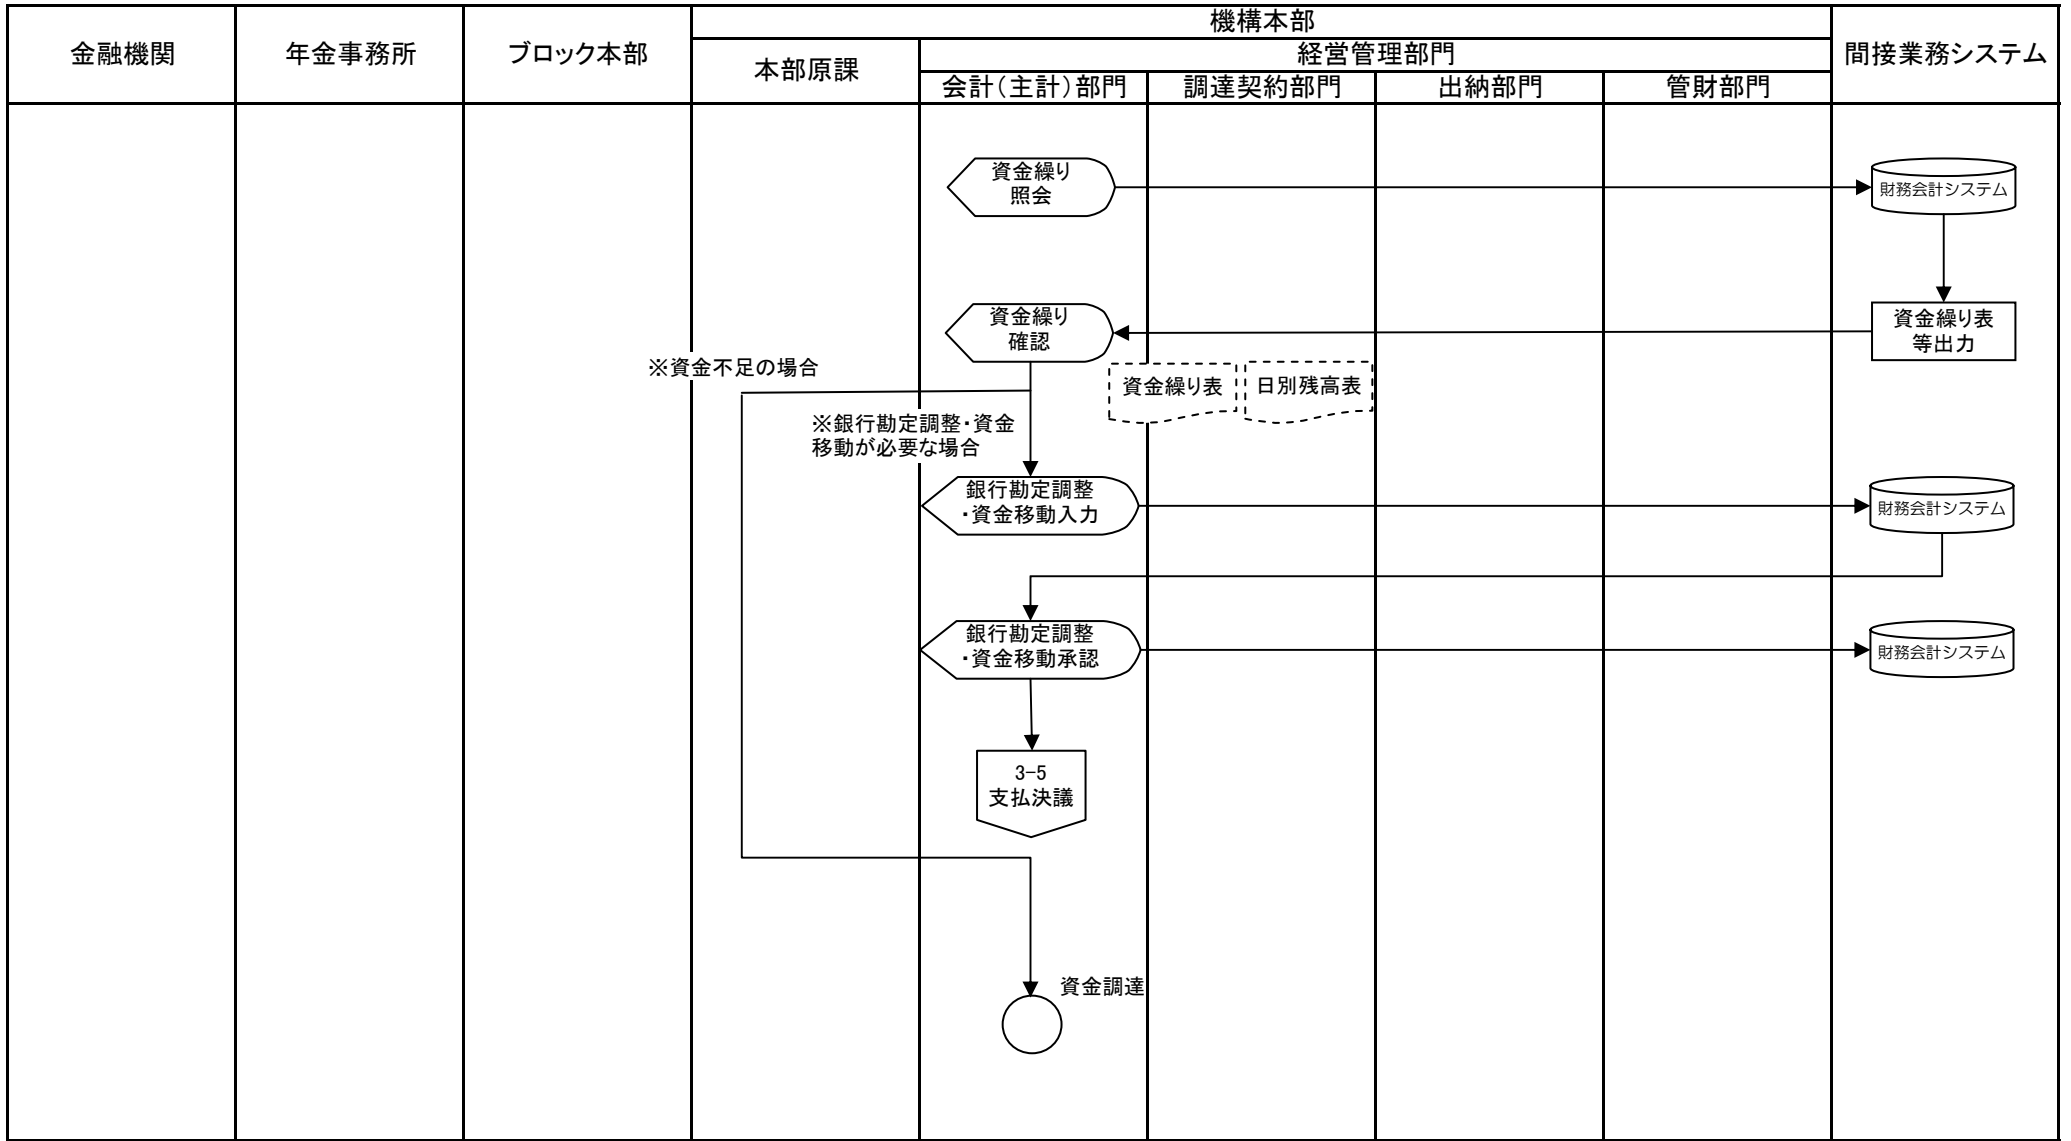 機構本部
金融機関
年金事務所
ブロック本部
本部原課
経営管理部門
間接業務システム
会計(主計)部門
調達契約部門
出納部門
管財部門
資金繰り
照会
財務会計システム
資金繰り
確認
資金繰り表
等出力
※資金不足の場合
資金繰り表
日別残高表
※銀行勘定調整・資金
移動が必要な場合
銀行勘定調整
・資金移動入力
財務会計システム
銀行勘定調整
・資金移動承認
財務会計システム
3-5
支払決議
資金調達